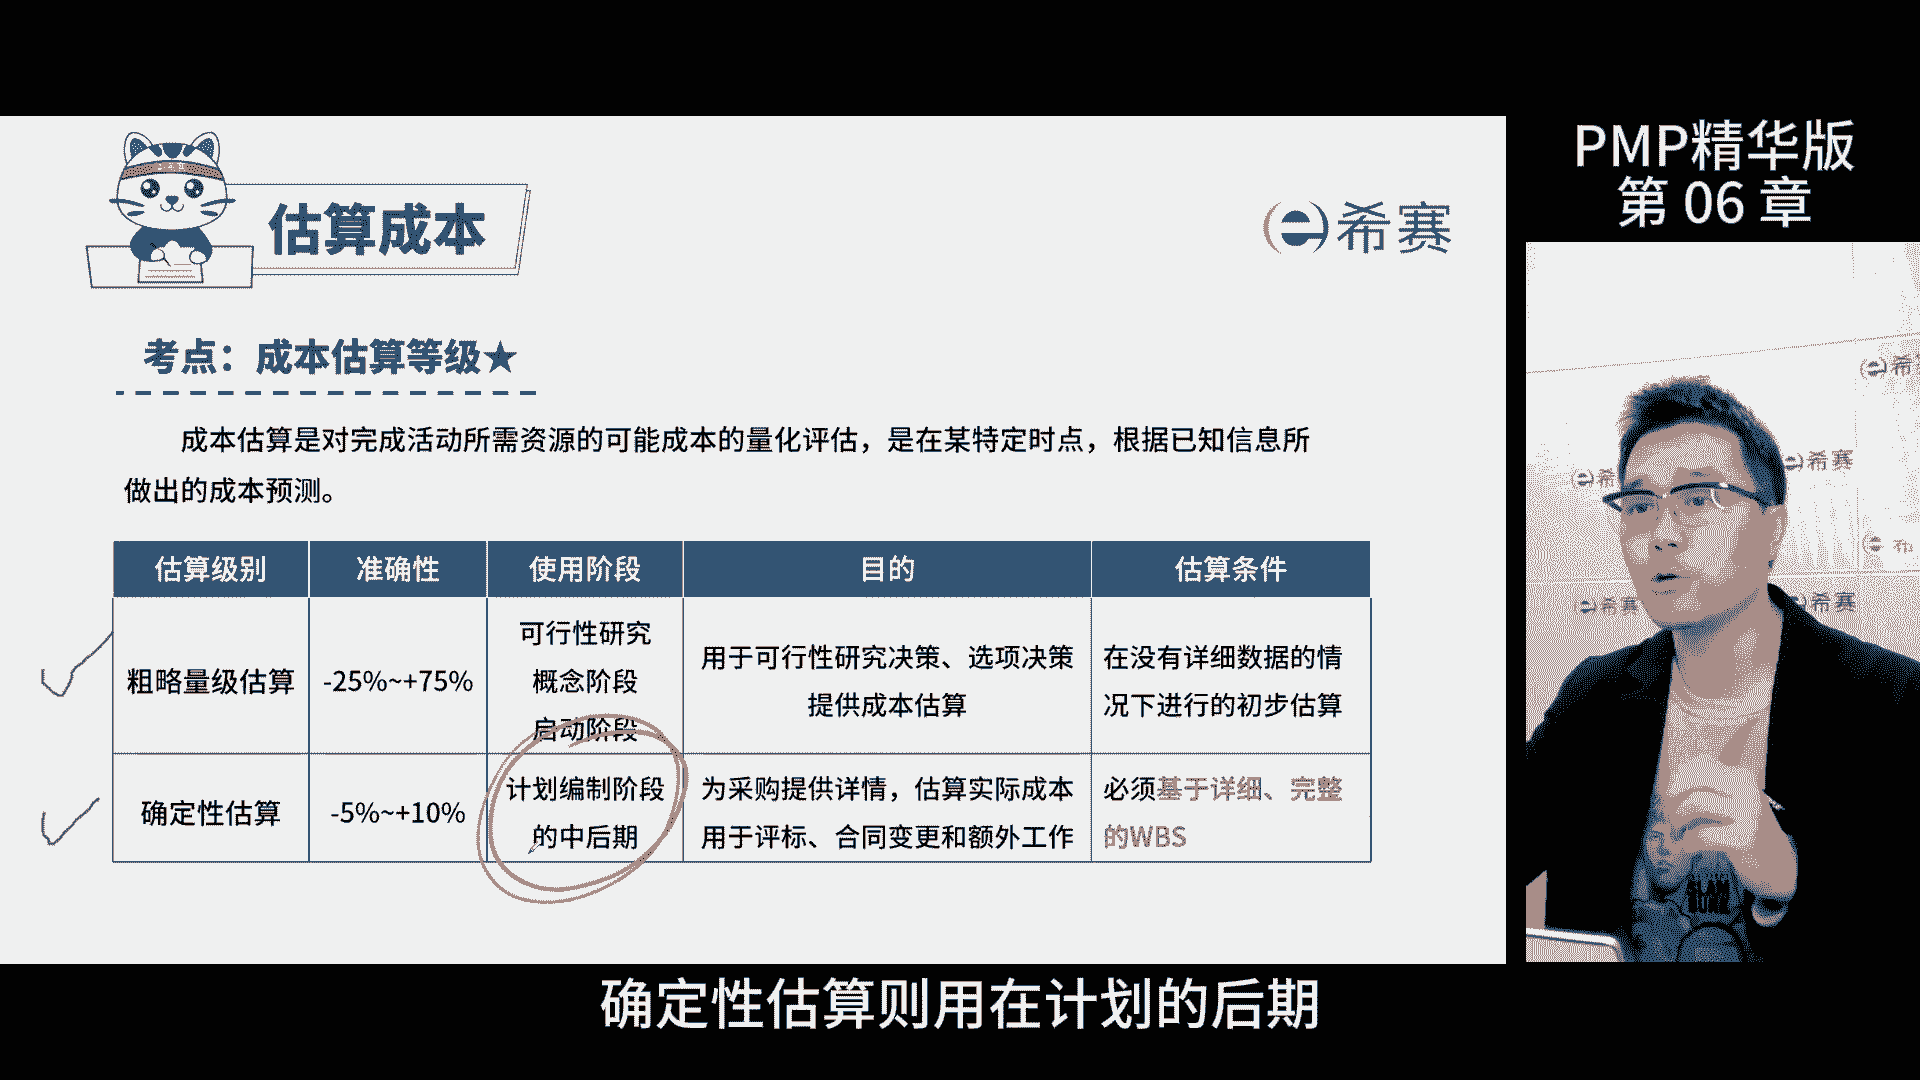 PMP精华版
第 06 章
估算成本
希赛
考点：成本估算等级★
成本估算是对完成活动所需资源的可能成本的量化评估，是在某特定时点，根据已知信息所
做出的成本预测。
估算级别 准确性 使用阶段 目的 估算条件
粗略量级估算 -25%~+75% 可行性研究 概念阶段 启动阶段 用于可行性研究决策、选项决策 提供成本估算 在没有详细数据的情 况下进行的初步估算
确定性估算 -5%~+10% 计划编制阶段 的中后期 为采购提供详情，估算实际成本 用于评标、合同变更和额外工作 必须基于详细、完整 的WBS
希赛
希赛
希赛
确定性估算则用在计划的后期